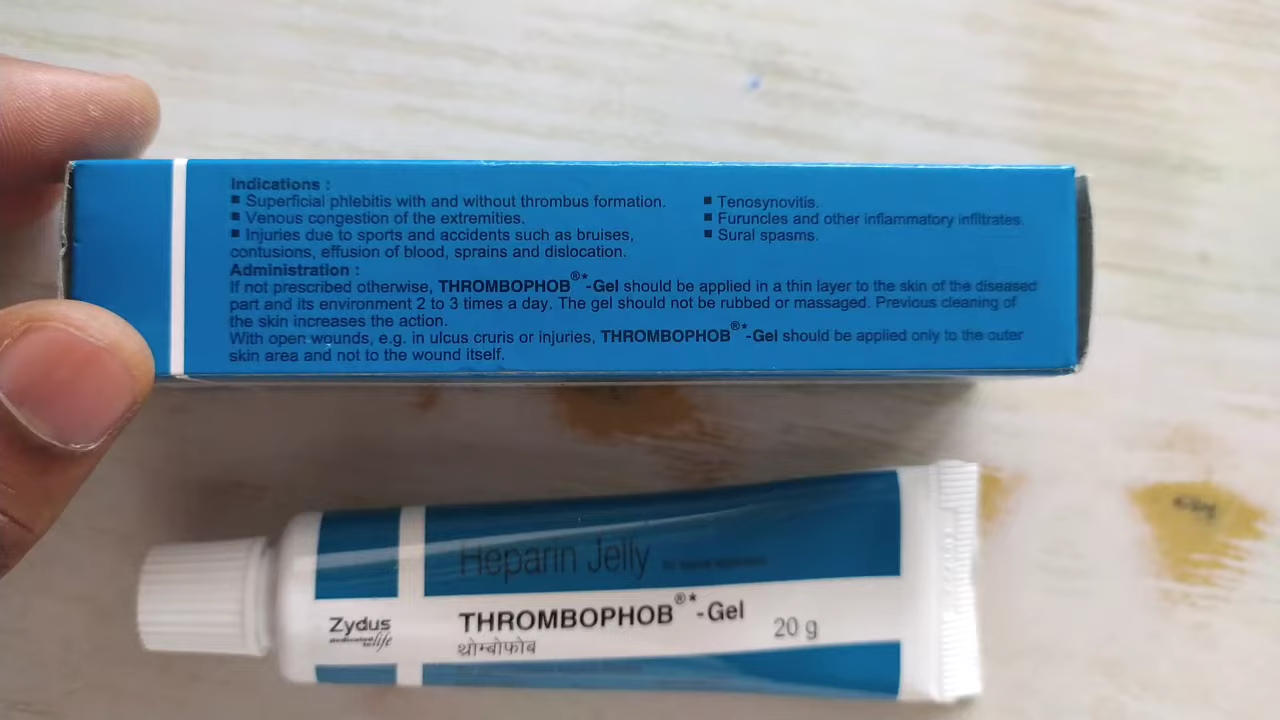 Indications :
■ Superficial phlebitis with and without thrombus formation.
■ Venous congestion of the extremities.
■ Injuries due to sports and accidents such as bruises,
contusions, effusion of blood, sprains and dislocation.
■ Tenosynovitis.
■ Furuncles and other inflammatory infiltrates.
■ Sural spasms.
Administration :
If not prescribed otherwise, THROMBOPHOB®*-Gel should be applied in a thin layer to the skin of the diseased
part and its environment 2 to 3 times a day. The gel should not be rubbed or massaged. Previous cleaning of
the skin increases the action.
With open wounds, e.g. in ulcus cruris or injuries, THROMBOPHOB®*-Gel should be applied only to the outer
skin area and not to the wound itself.
Heparin Jelly
THROMBOPHOB®*-Gel
थ्रोम्बोफोब
20 g
Zydus
dedicated to life